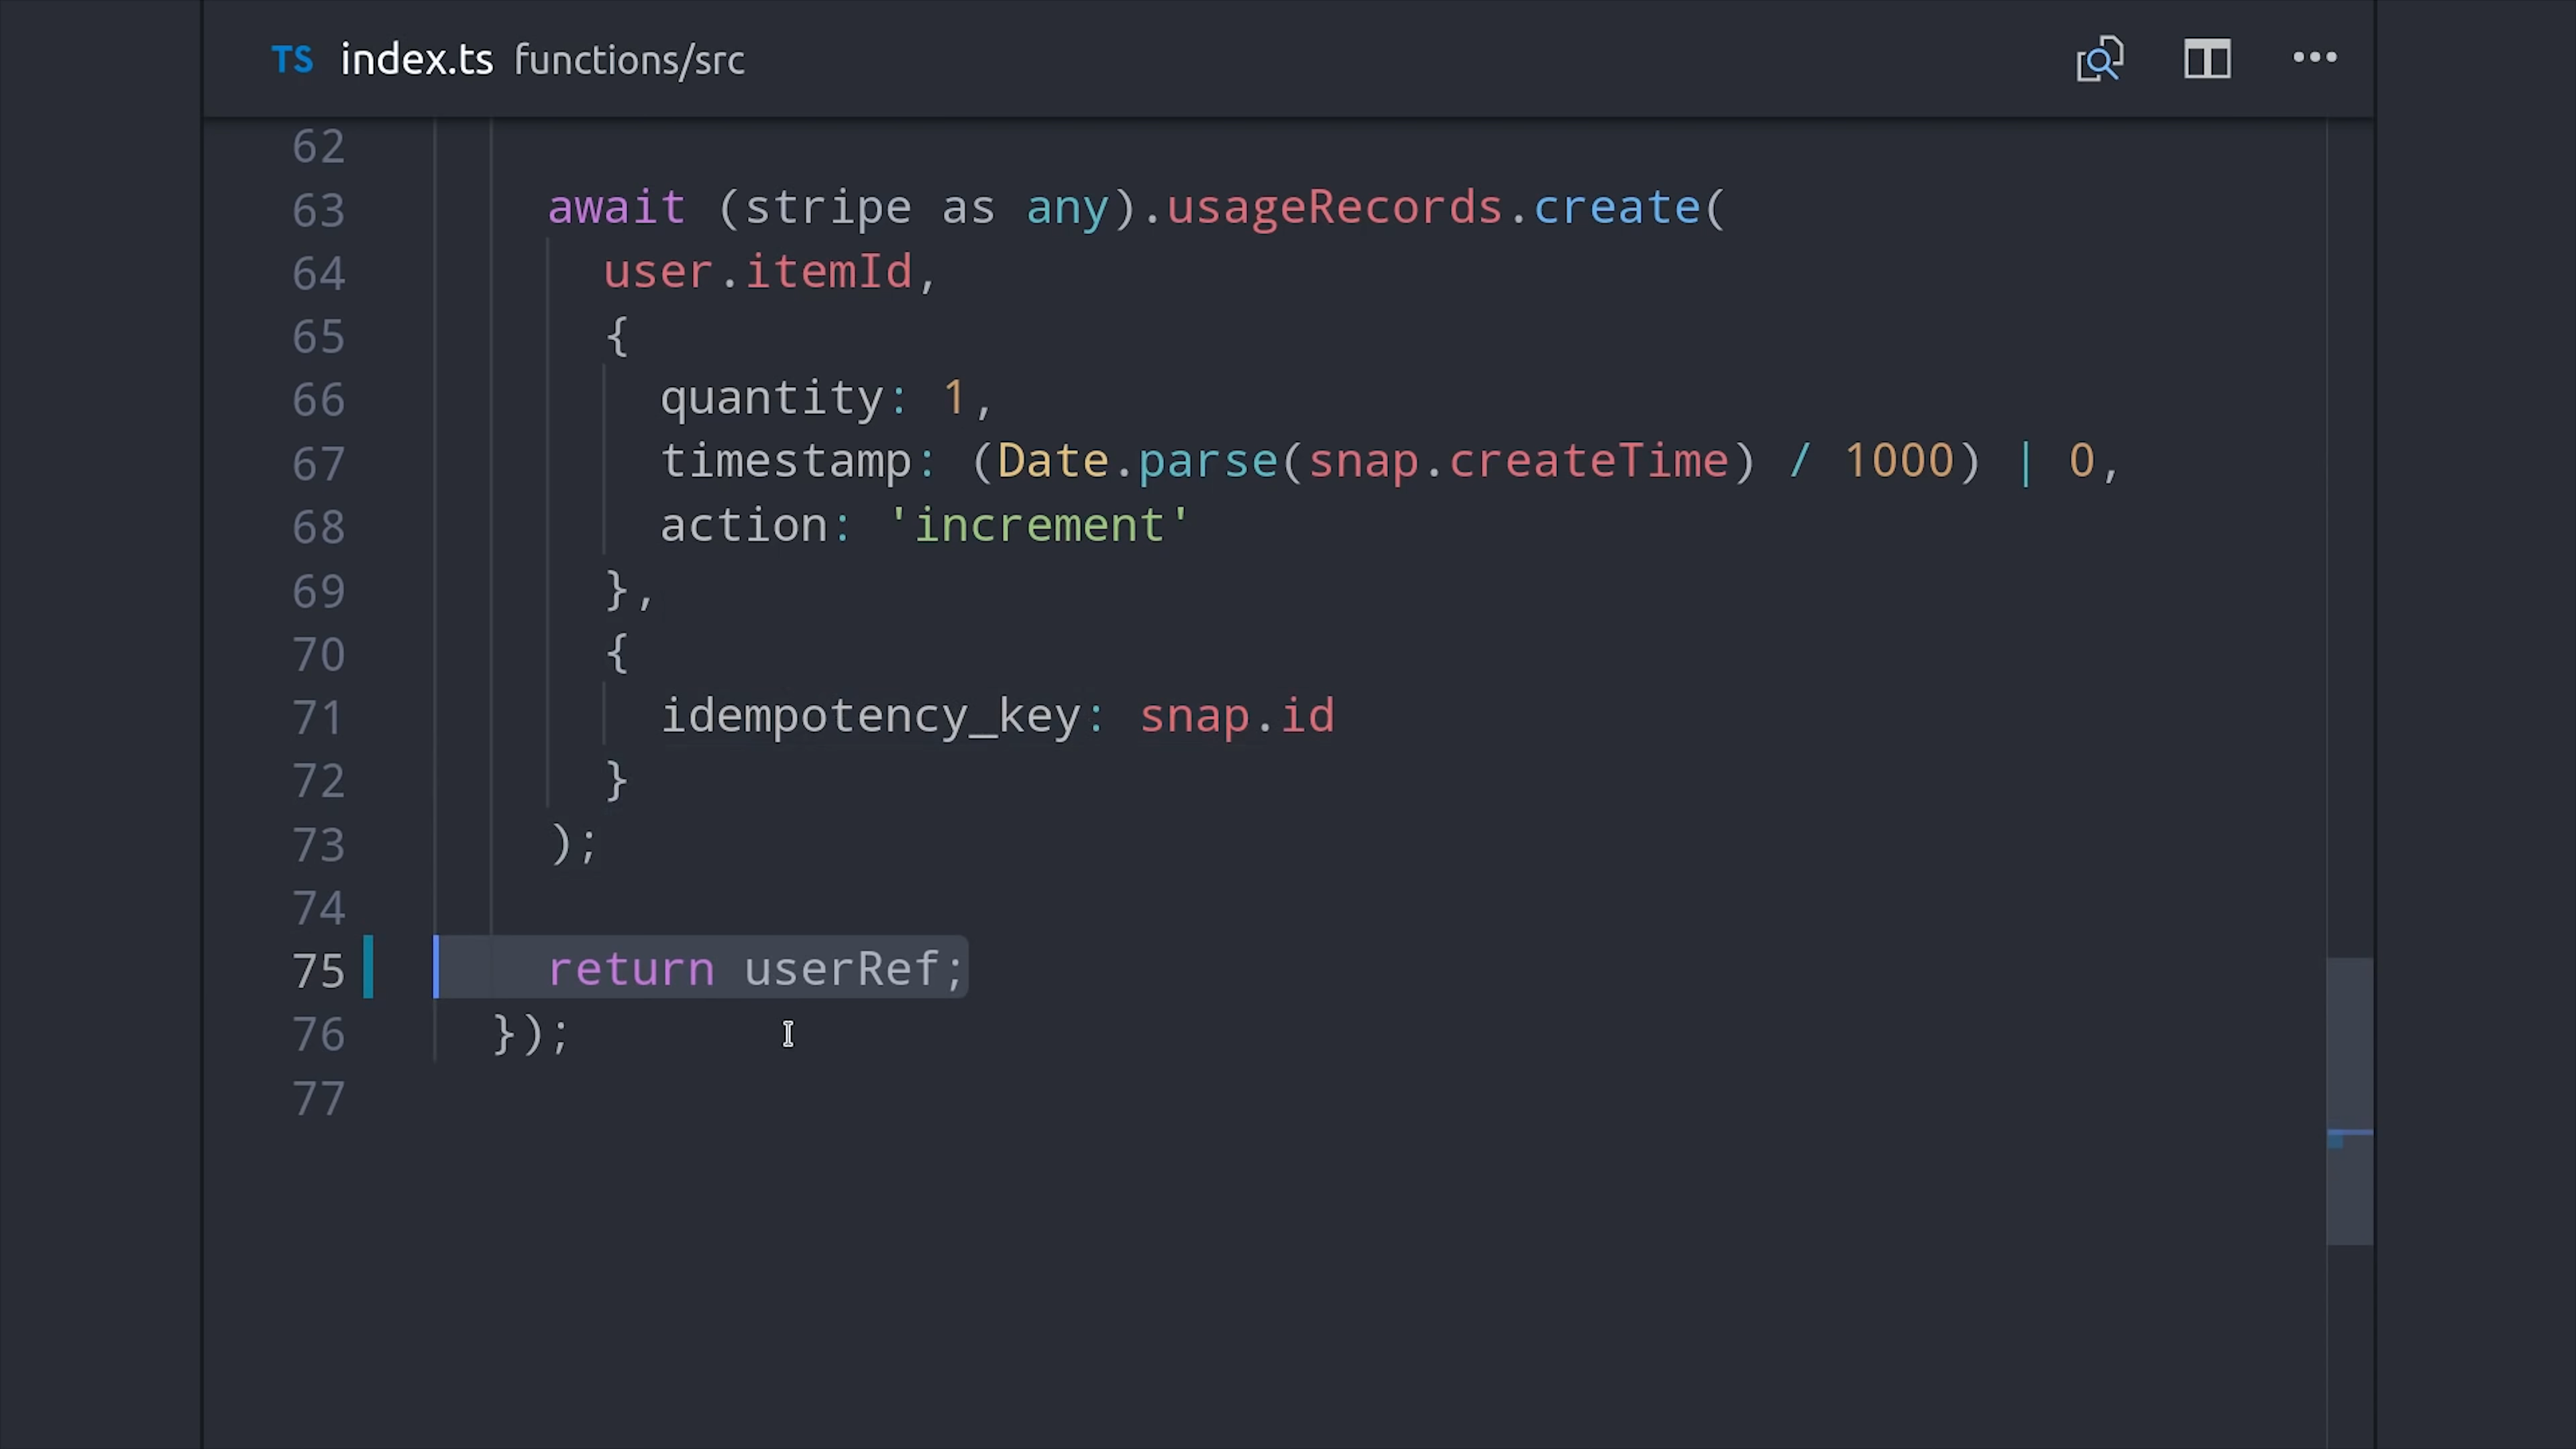 TS index.ts functions/src
62
63 await (stripe as any).usageRecords.create(
64 user.itemId,
65 {
66 quantity: 1,
67 timestamp: (Date.parse(snap.createTime) / 1000) | 0,
68 action: 'increment'
69 },
70 {
71 idempotency_key: snap.id
72 }
73 );
74
75 return userRef;
76 });
77